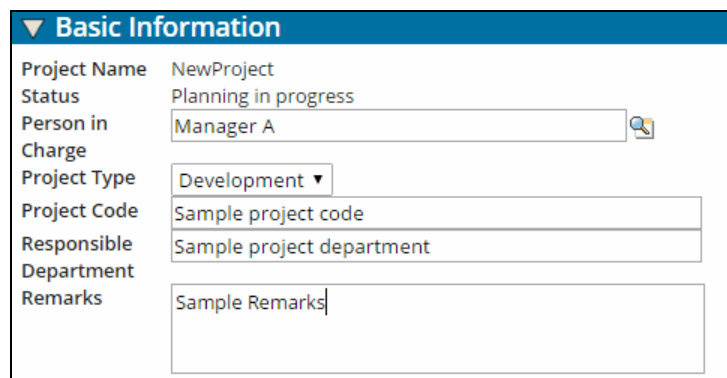 Basic Information
Project Name NewProject
Status Planning in progress
Person in Charge Manager A
Project Type Development
Project Code Sample project code
Responsible Department Sample project department
Remarks Sample Remarks